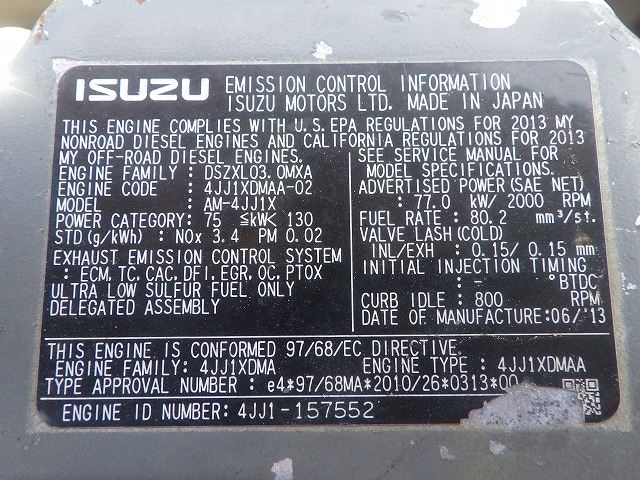 ISUZU EMISSION CONTROL INFORMATION
ISUZU MOTORS LTD. MADE IN JAPAN
THIS ENGINE COMPLIES WITH U.S.EPA REGULATIONS FOR 2013 MY
NONROAD DIESEL ENGINES AND CALIFORNIA REGULATIONS FOR 2013
MY OFF-ROAD DIESEL ENGINES.
ENGINE FAMILY : DSZXL03.0MXA
ENGINE CODE : 4JJ1XDMAA-02
MODEL : AM-4JJ1X
POWER CATEGORY: 75 ≦kW< 130
STD(g/kWh) : NOx 3.4 PM 0.02
EXHAUST EMISSION CONTROL SYSTEM
: ECM,TC,CAC,DFI,EGR,OC,PTOX
ULTRA LOW SULFUR FUEL ONLY
DELEGATED ASSEMBLY
SEE SERVICE MANUAL FOR
MODEL SPECIFICATIONS.
ADVERTISED POWER(SAE NET)
: 77.0 kW/ 2000 RPM
FUEL RATE : 80.2 mm³/st.
VALVE LASH(COLD)
INL/EXH : 0.15/ 0.15 mm
INITIAL INJECTION TIMING
: - °BTDC
CURB IDLE : 800 RPM
DATE OF MANUFACTURE:06/'13
THIS ENGINE IS CONFORMED 97/68/EC DIRECTIVE.
ENGINE FAMILY: 4JJ1XDMA ENGINE TYPE : 4JJ1XDMAA
TYPE APPROVAL NUMBER : e4*97/68MA*2010/26*0313*00
ENGINE ID NUMBER: 4JJ1-157552